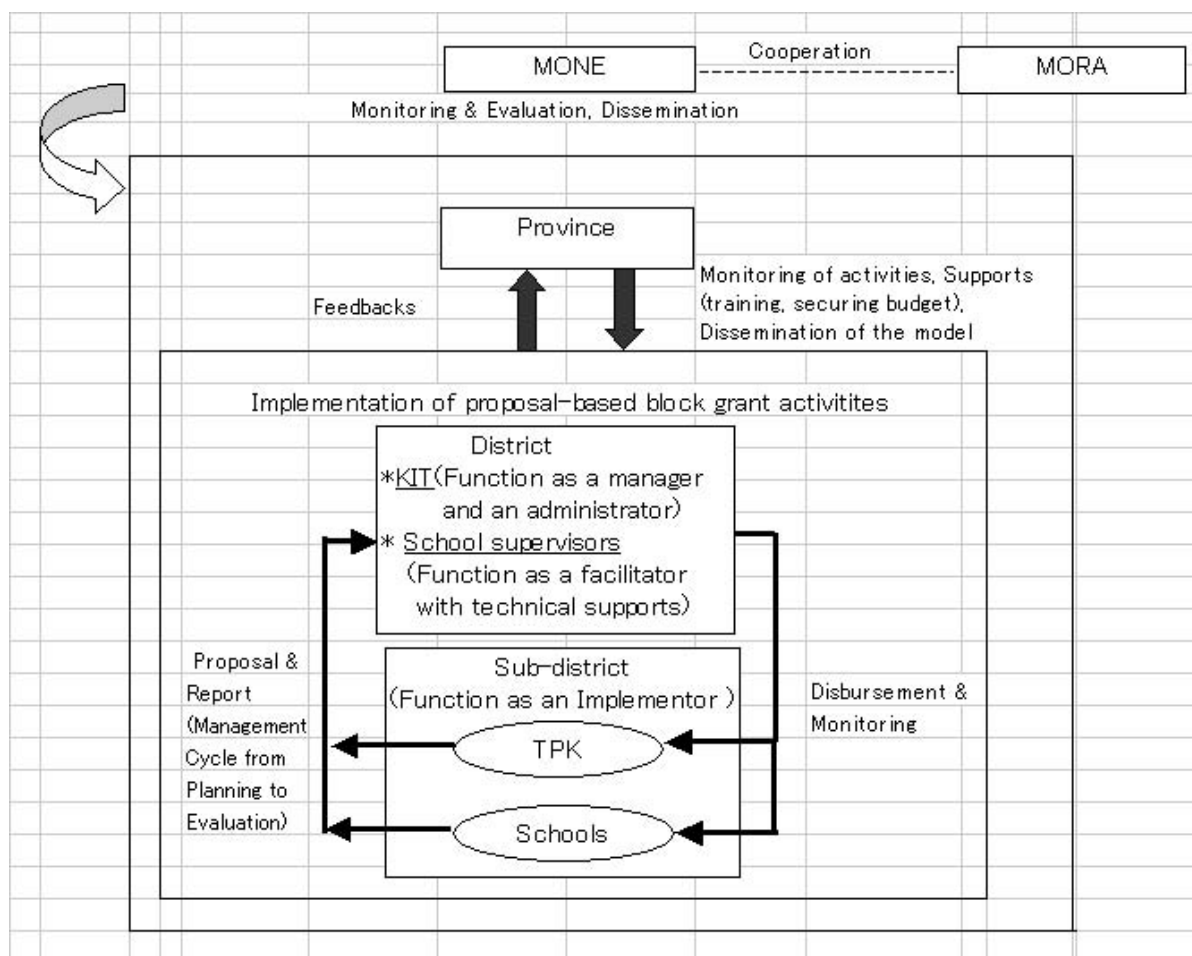 Cooperation
MONE
MORA
Monitoring & Evaluation, Dissemination
Province
Feedbacks
Monitoring of activities, Supports
(training, securing budget),
Dissemination of the model
Implementation of proposal-based block grant activitites
District
*KIT(Function as a manager
and an administrator)
* School supervisors
(Function as a facilitator
with technical supports)
Proposal &
Report
(Management
Cycle from
Planning to
Evaluation)
Sub-district
(Function as an Implementor )
TPK
Schools
Disbursement &
Monitoring